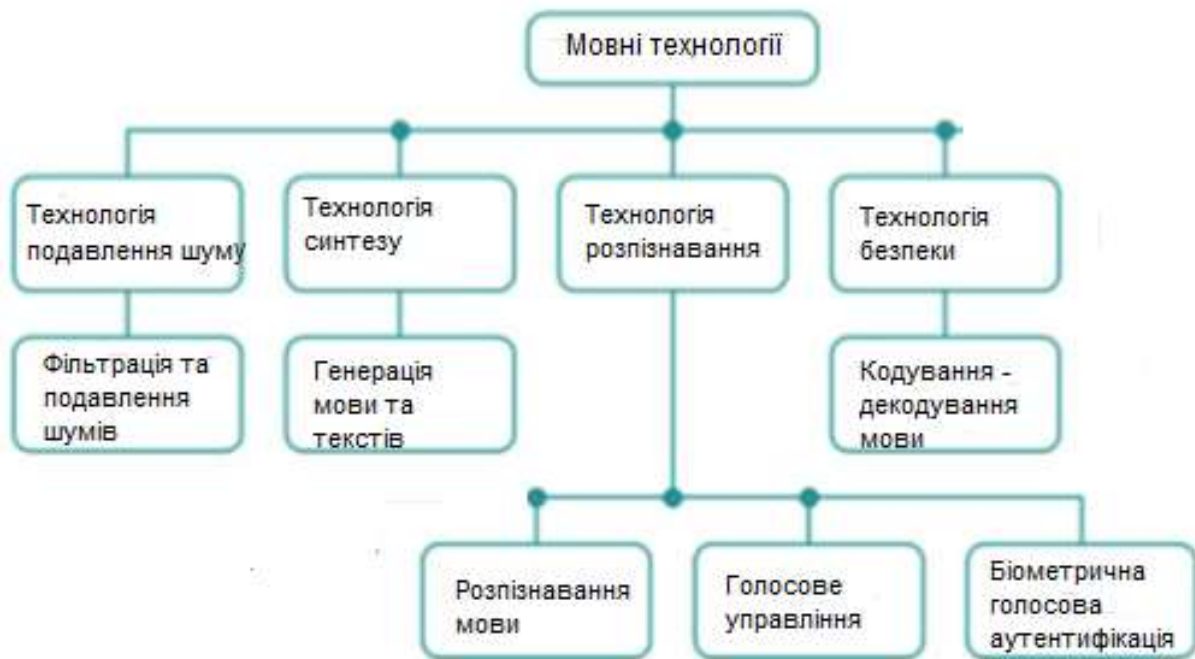 Мовні технології
Технологія
подавлення шуму
Технологія
синтезу
Технологія
розпізнавання
Технологія
безпеки
Фільтрація та
подавлення
шумів
Генерація
мови та
текстів
Кодування -
декодування
мови
Розпізнавання
мови
Голосове
управління
Біометрична
голосова
аутентифікація